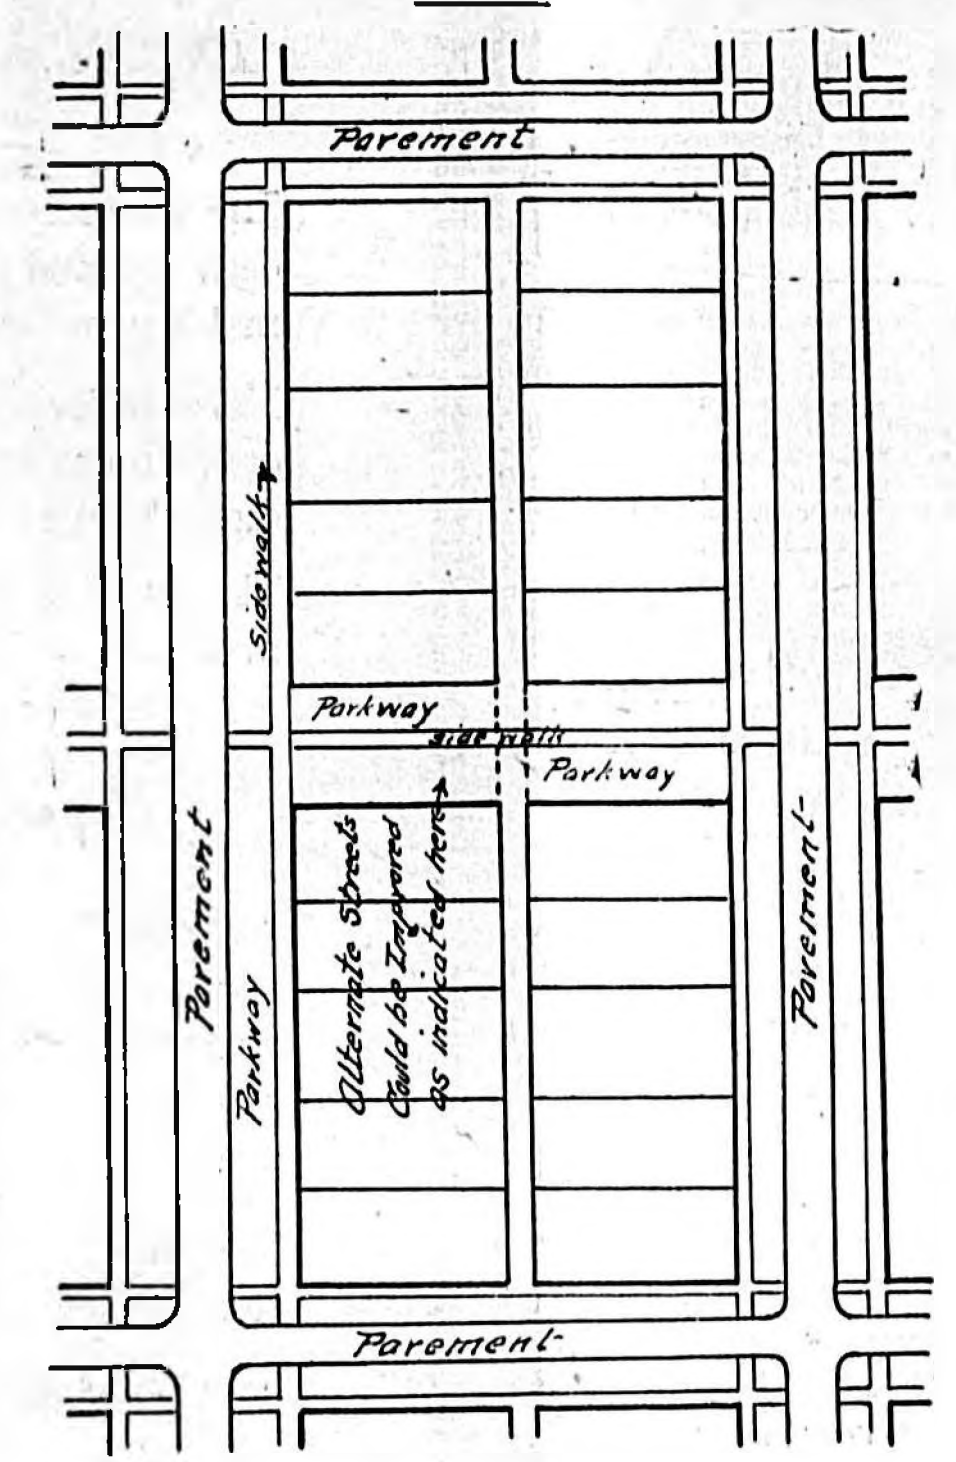 Pavement
Sidewalk
Parkway
side walk
Parkway
Pavement
Alternate Streets
Could be Improved
as indicated here
Pavement
Parkway
Pavement